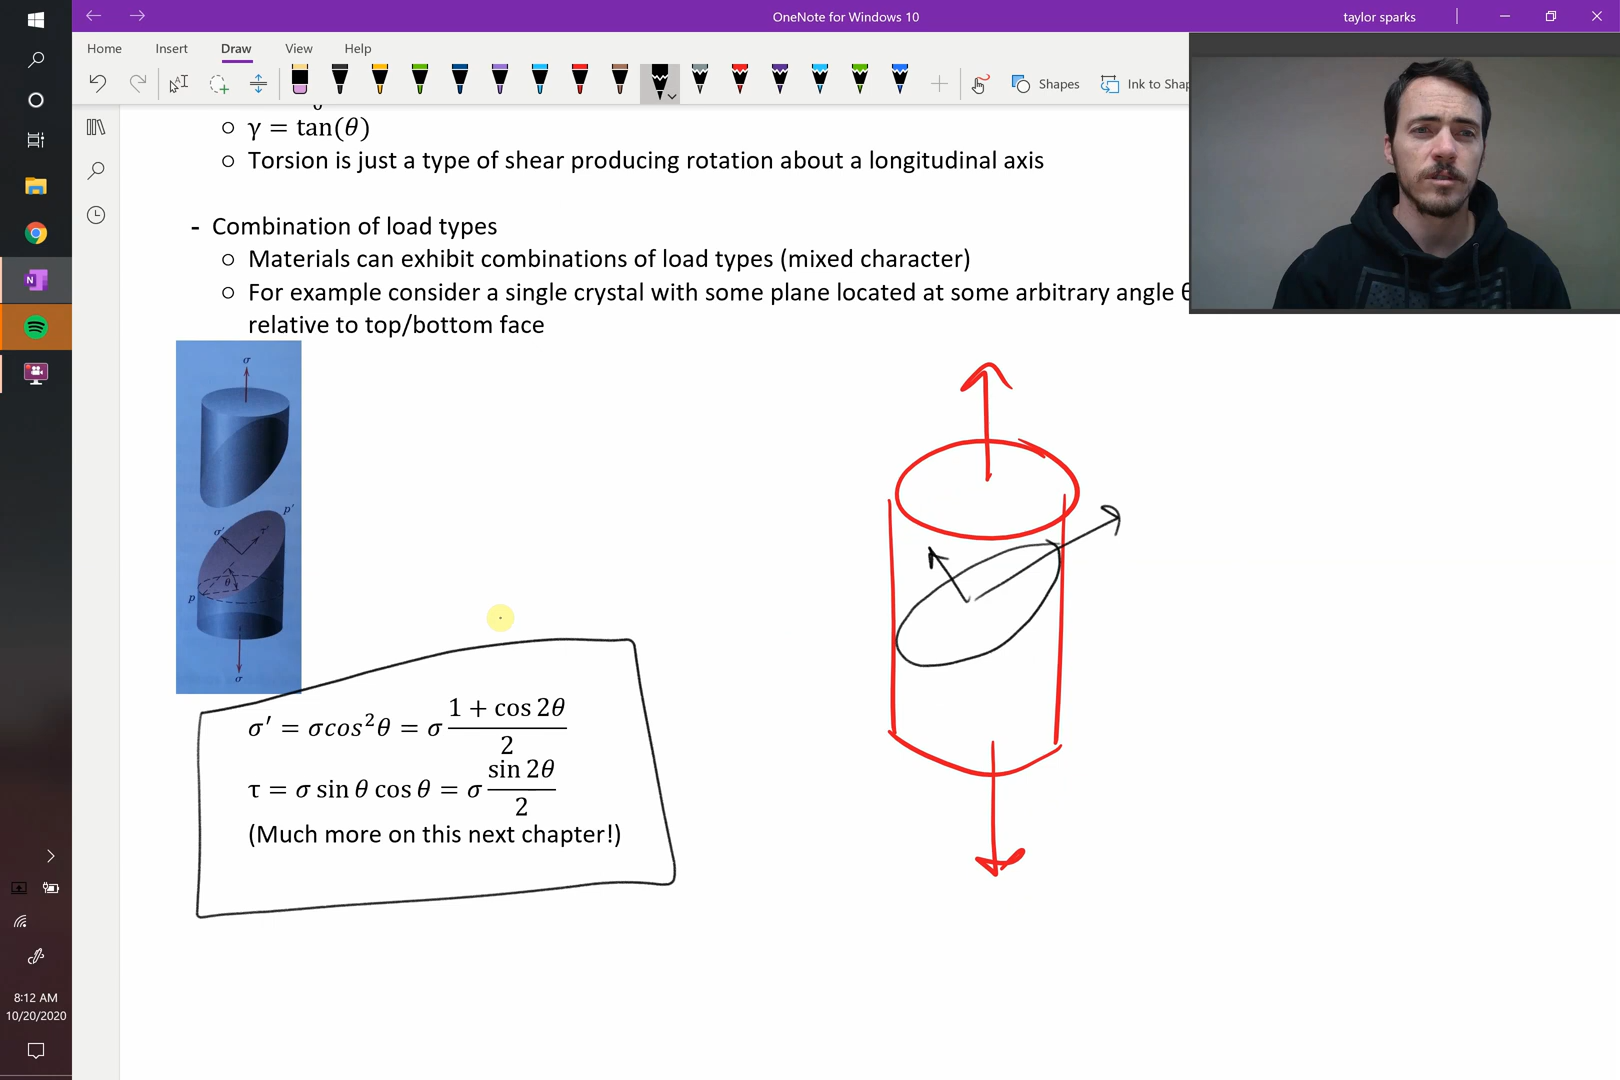 OneNote for Windows 10
taylor sparks
Home Insert Draw View Help
Shapes
Ink to Shap
γ = tan(θ)
Torsion is just a type of shear producing rotation about a longitudinal axis
- Combination of load types
Materials can exhibit combinations of load types (mixed character)
For example consider a single crystal with some plane located at some arbitrary angle θ
relative to top/bottom face
σ
p'
σ' τ'
θ
p
σ
σ′ = σcos²θ = σ (1 + cos 2θ)/2
τ = σ sin θ cos θ = σ (sin 2θ)/2
(Much more on this next chapter!)
8:12 AM
10/20/2020